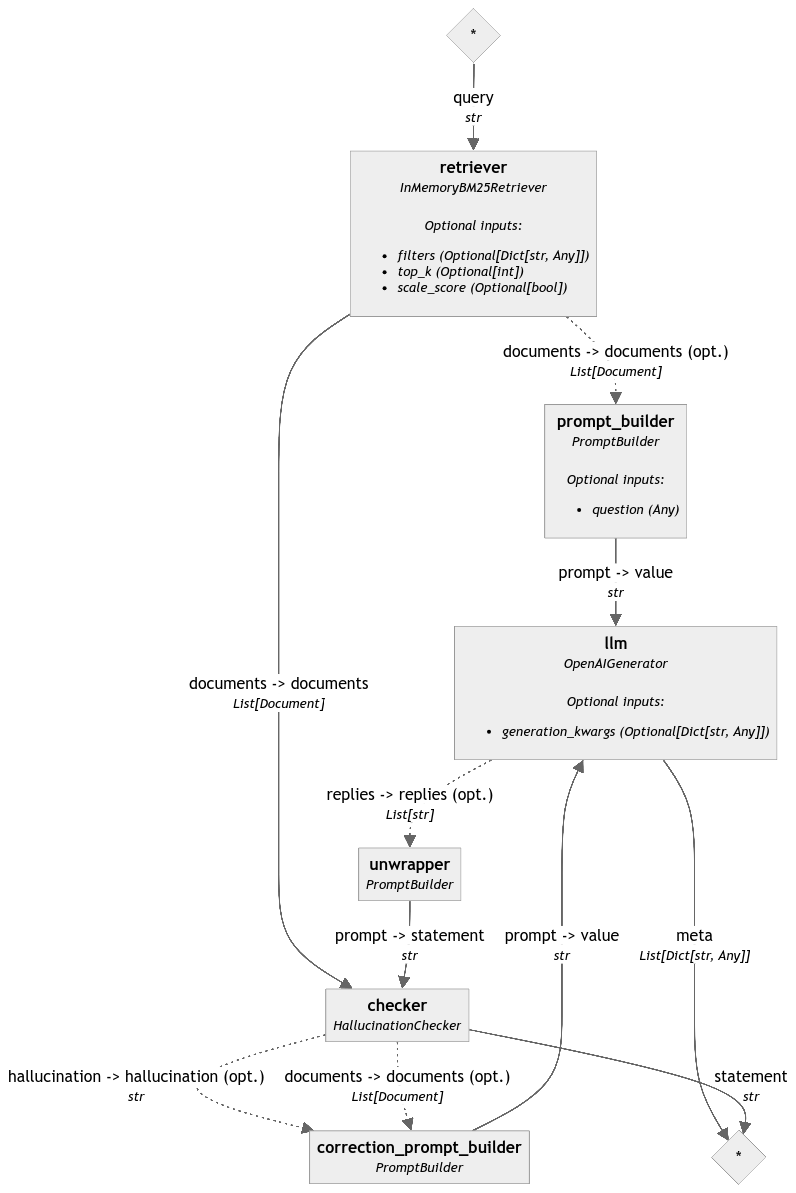 *
query
str
retriever
InMemoryBM25Retriever
Optional inputs:
• filters (Optional[Dict[str, Any]])
• top_k (Optional[int])
• scale_score (Optional[bool])
documents -> documents (opt.)
List[Document]
prompt_builder
PromptBuilder
Optional inputs:
• question (Any)
prompt -> value
str
llm
OpenAIGenerator
Optional inputs:
• generation_kwargs (Optional[Dict[str, Any]])
documents -> documents
List[Document]
replies -> replies (opt.)
List[str]
unwrapper
PromptBuilder
prompt -> statement
str
prompt -> value
str
meta
List[Dict[str, Any]]
checker
HallucinationChecker
hallucination -> hallucination (opt.)
str
documents -> documents (opt.)
List[Document]
statement
str
correction_prompt_builder
PromptBuilder
*